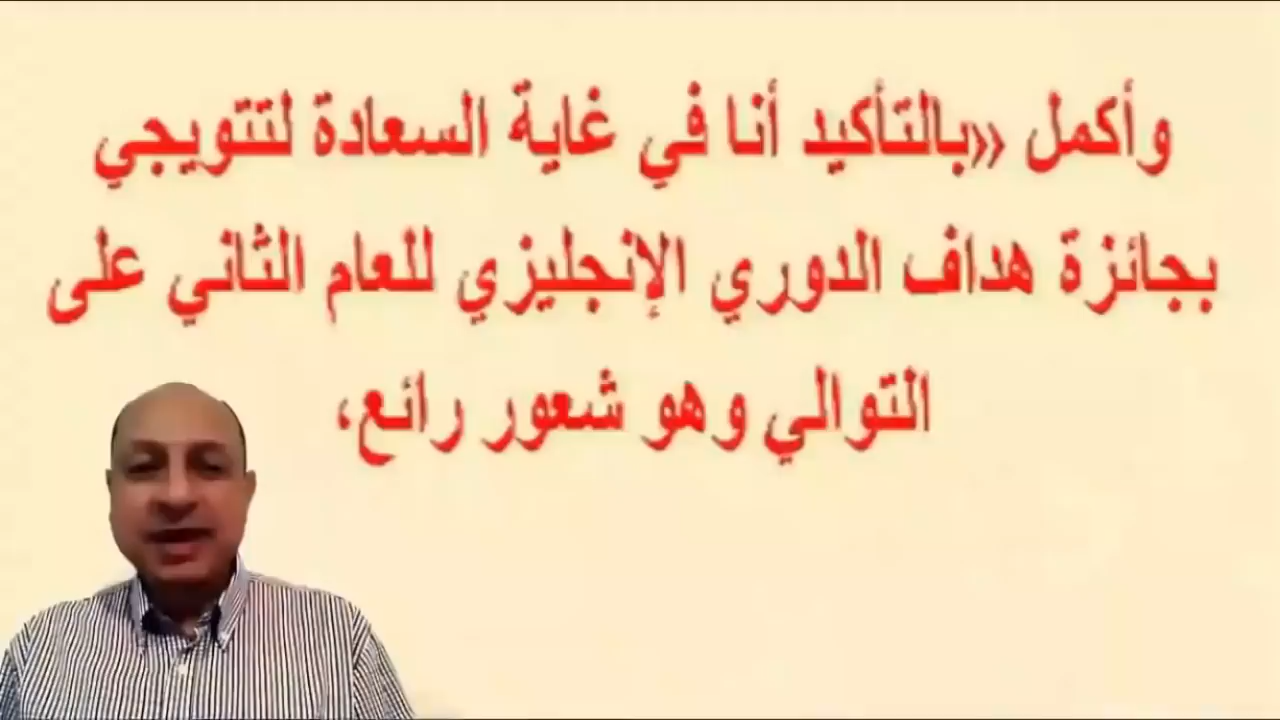 وأكمل «بالتأكيد أنا في غاية السعادة لتتويجي
بجائزة هداف الدوري الإنجليزي للعام الثاني على
التوالي وهو شعور رائع،